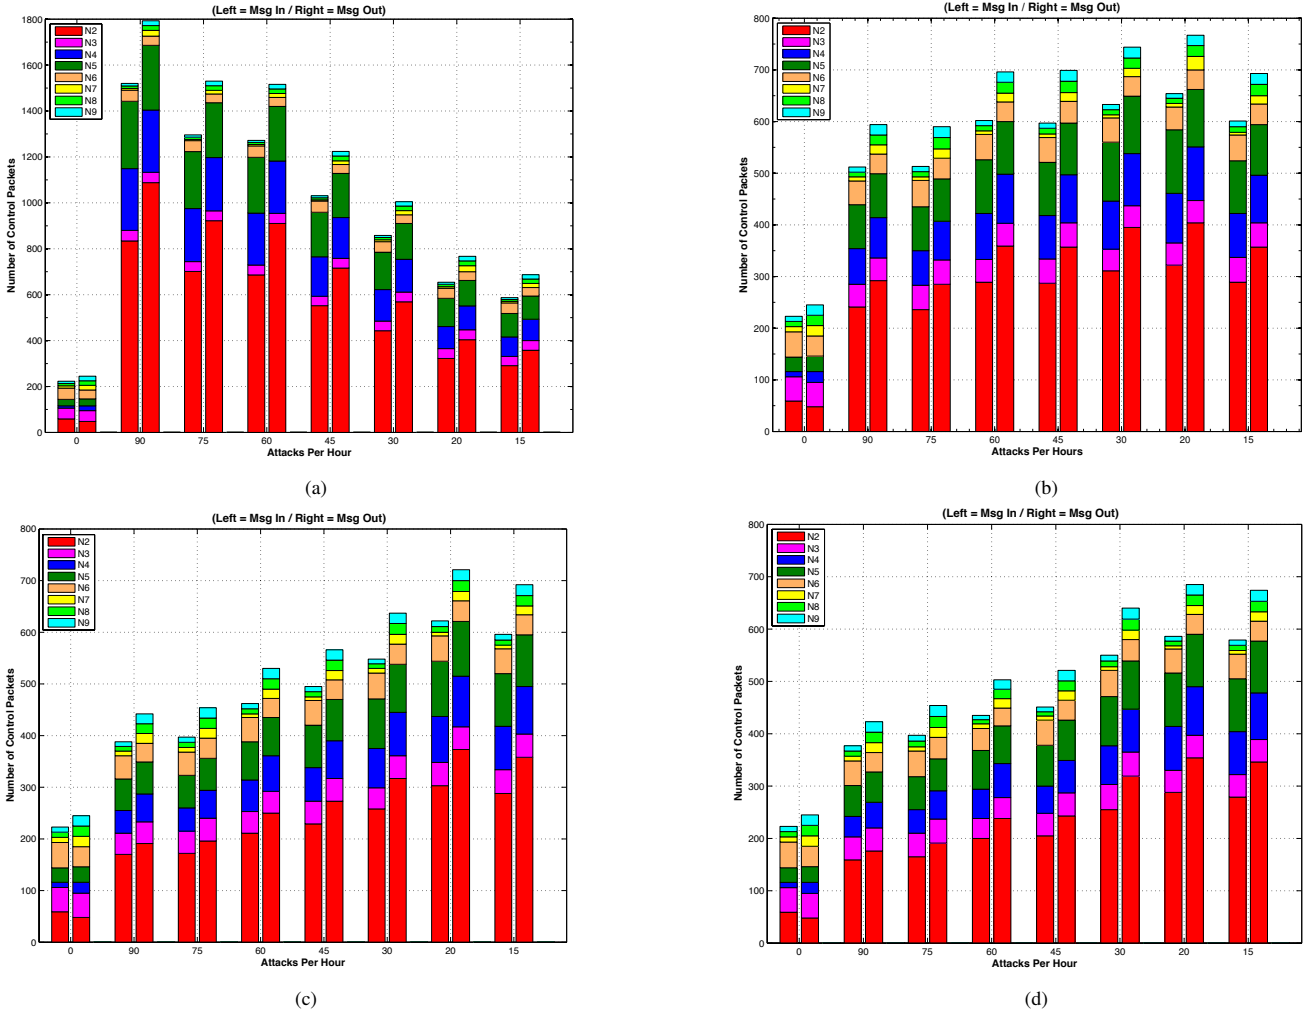 (Left = Msg In / Right = Msg Out)
1800
1600
1400
1200
1000
800
600
400
200
0
Number of Control Packets
N2
N3
N4
N5
N6
N7
N8
N9
0 90 75 60 45 30 20 15
Attacks Per Hour
(a)
(Left = Msg In / Right = Msg Out)
800
700
600
500
400
300
200
100
0
Number of Control Packets
N2
N3
N4
N5
N6
N7
N8
N9
0 90 75 60 45 30 20 15
Attacks Per Hours
(b)
(Left = Msg In / Right = Msg Out)
800
700
600
500
400
300
200
100
0
Number of Control Packets
N2
N3
N4
N5
N6
N7
N8
N9
0 90 75 60 45 30 20 15
Attacks Per Hour
(c)
(Left = Msg In / Right = Msg Out)
800
700
600
500
400
300
200
100
0
Number of Control Packets
N2
N3
N4
N5
N6
N7
N8
N9
0 90 75 60 45 30 20 15
Attacks Per Hour
(d)